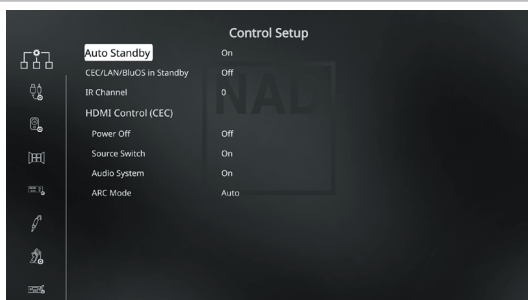 Control Setup
Auto Standby On
CEC/LAN/BluOS in Standby Off
IR Channel 0
NAD
HDMI Control (CEC)
Power Off Off
Source Switch On
Audio System On
ARC Mode Auto